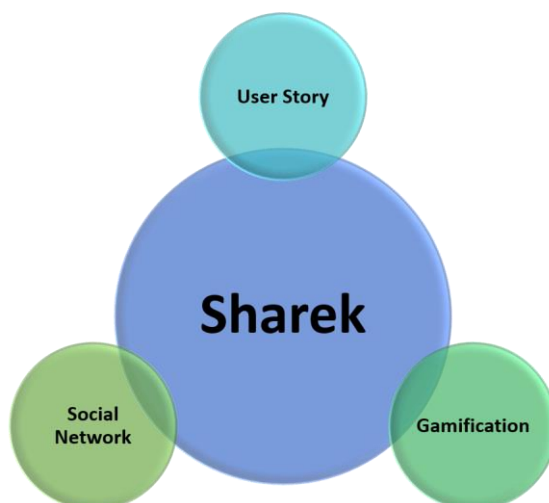 User Story
Sharek
Social
Network
Gamification